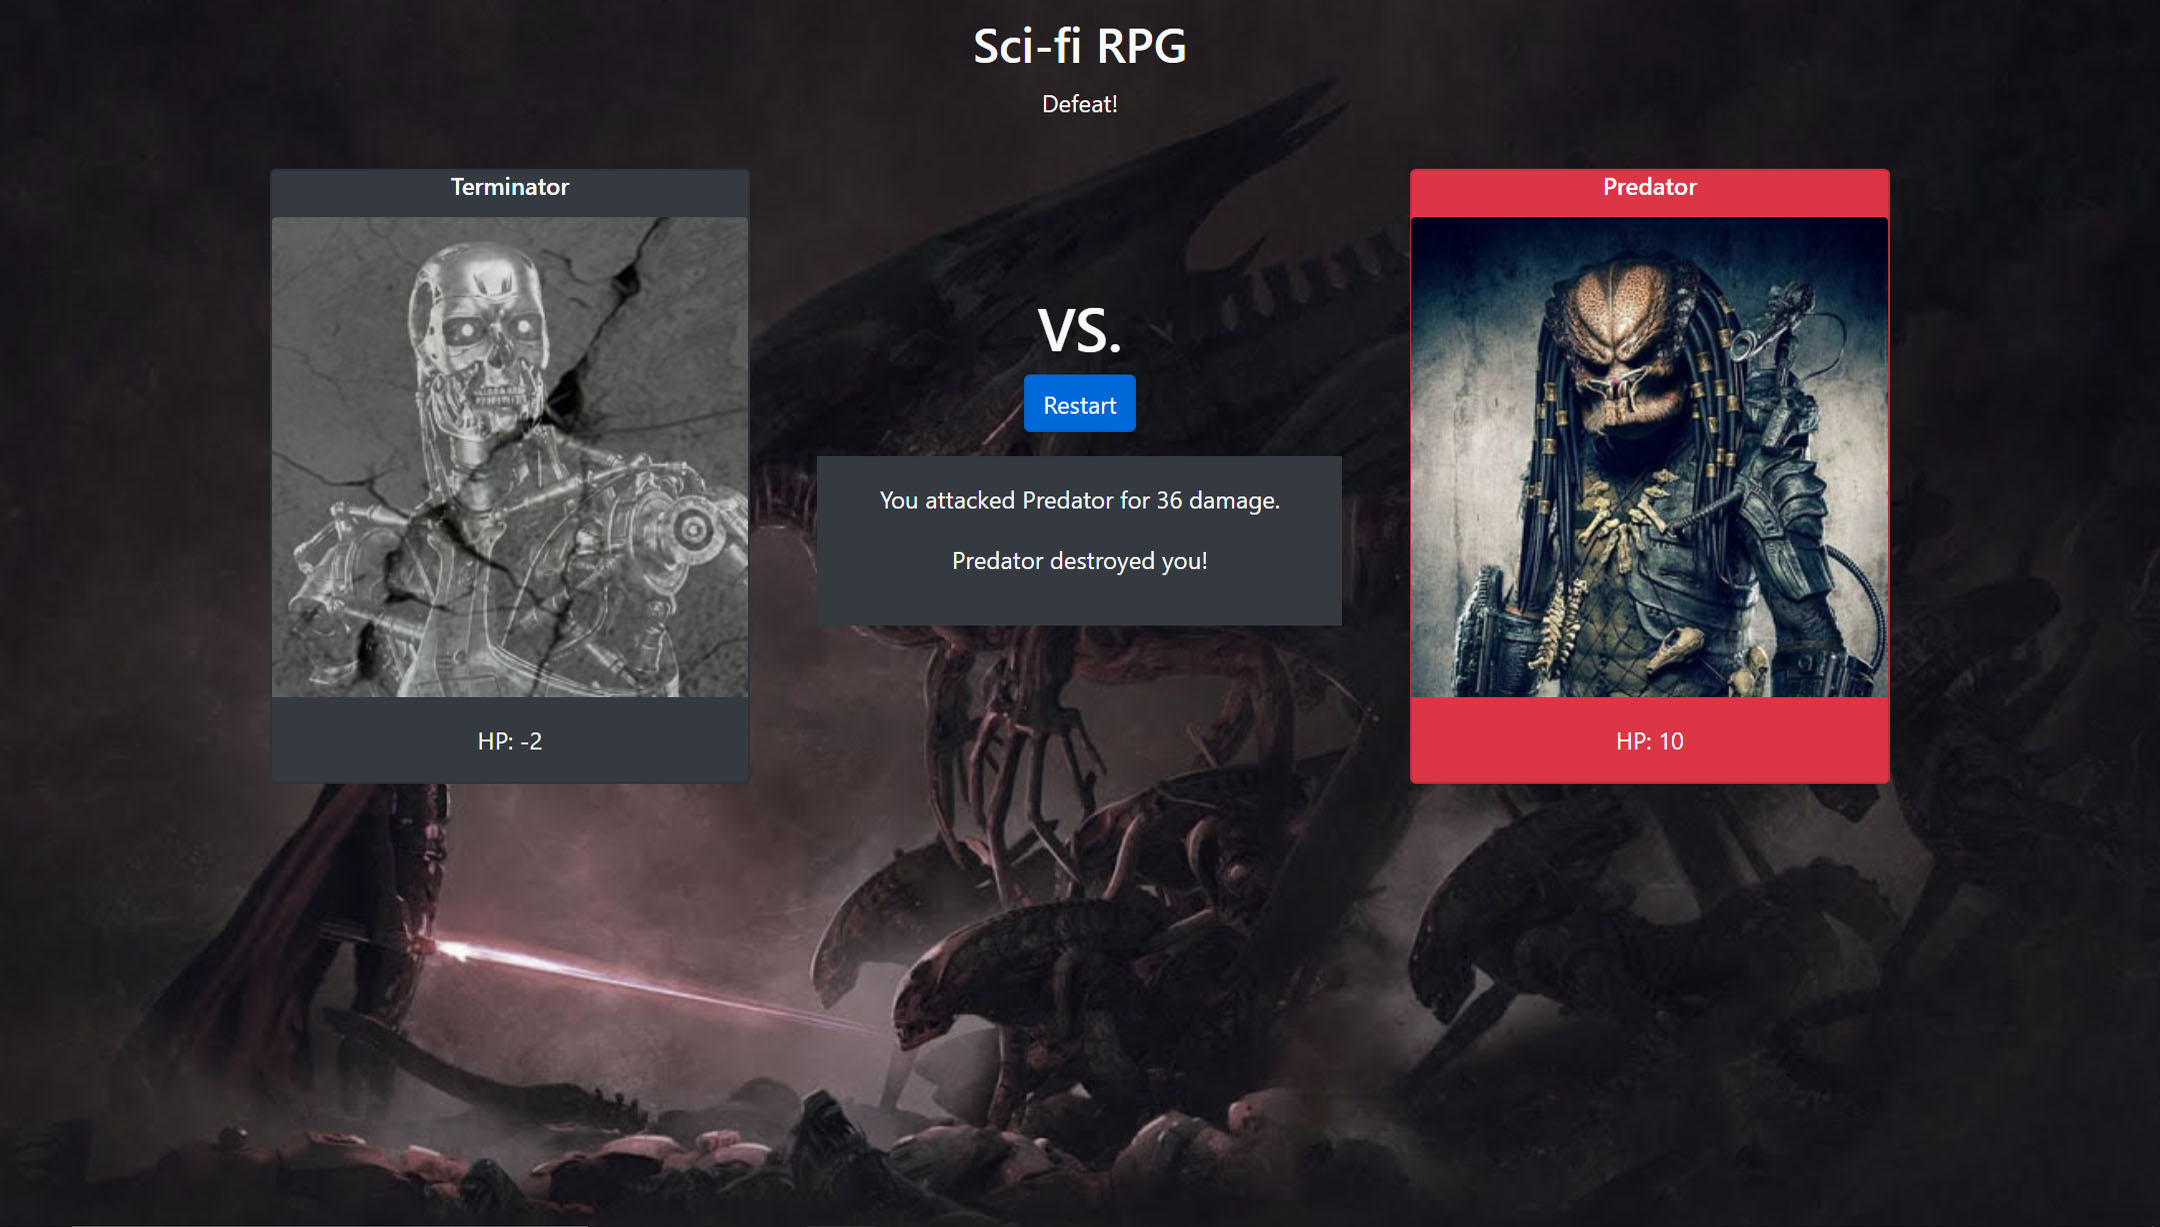 Sci-fi RPG
Defeat!
Terminator
HP: -2
VS.
Restart
You attacked Predator for 36 damage.
Predator destroyed you!
Predator
HP: 10